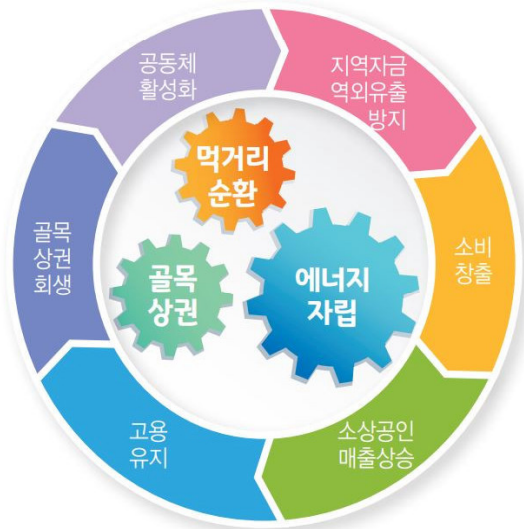 공동체
활성화
지역자금
역외유출
방지
소비
창출
소상공인
매출상승
고용
유지
골목
상권
회생
먹거리
순환
골목
상권
에너지
자립